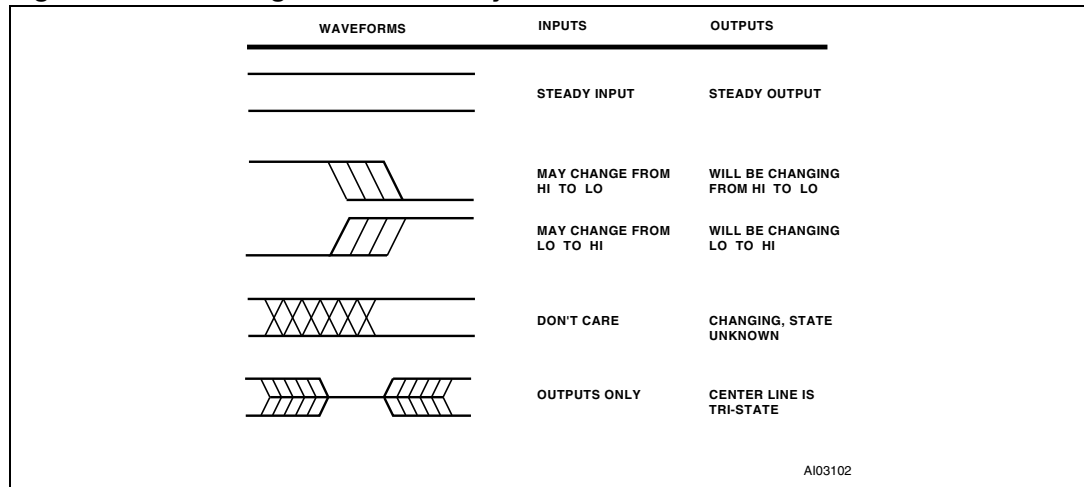 WAVEFORMS INPUTS OUTPUTS
STEADY INPUT STEADY OUTPUT
MAY CHANGE FROM WILL BE CHANGING
HI TO LO FROM HI TO LO
MAY CHANGE FROM WILL BE CHANGING
LO TO HI LO TO HI
DON'T CARE CHANGING, STATE
UNKNOWN
OUTPUTS ONLY CENTER LINE IS
TRI-STATE
AI03102